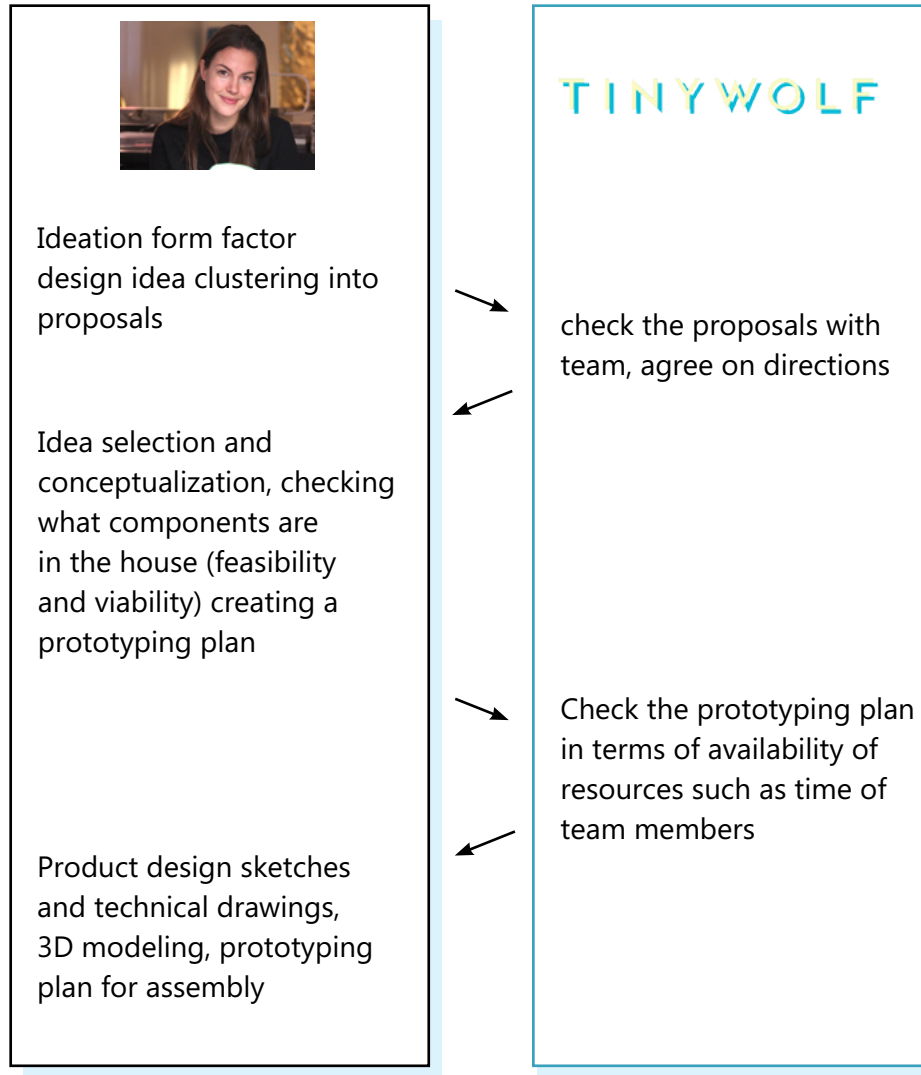 TINYWOLF
Ideation form factor
design idea clustering into
proposals
check the proposals with
team, agree on directions
Idea selection and
conceptualization, checking
what components are
in the house (feasibility
and viability) creating a
prototyping plan
Check the prototyping plan
in terms of availability of
resources such as time of
team members
Product design sketches
and technical drawings,
3D modeling, prototyping
plan for assembly